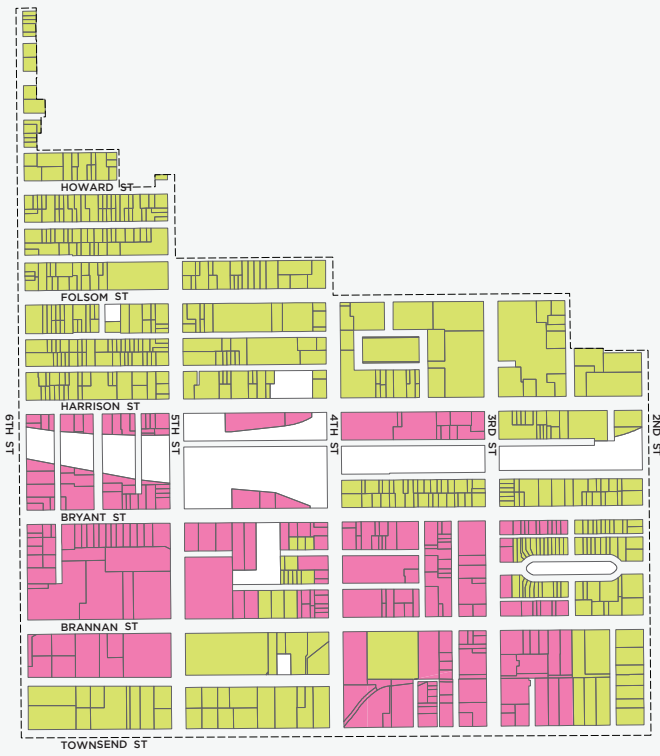 HOWARD ST
FOLSOM ST
HARRISON ST
6TH ST
5TH ST
4TH ST
3RD ST
2ND ST
BRYANT ST
BRANNAN ST
TOWNSEND ST